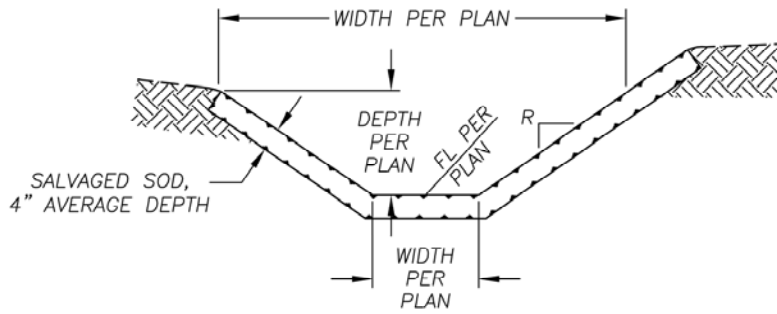 WIDTH PER PLAN
DEPTH
PER
PLAN
FL PER
PLAN
R
SALVAGED SOD,
4" AVERAGE DEPTH
WIDTH
PER
PLAN